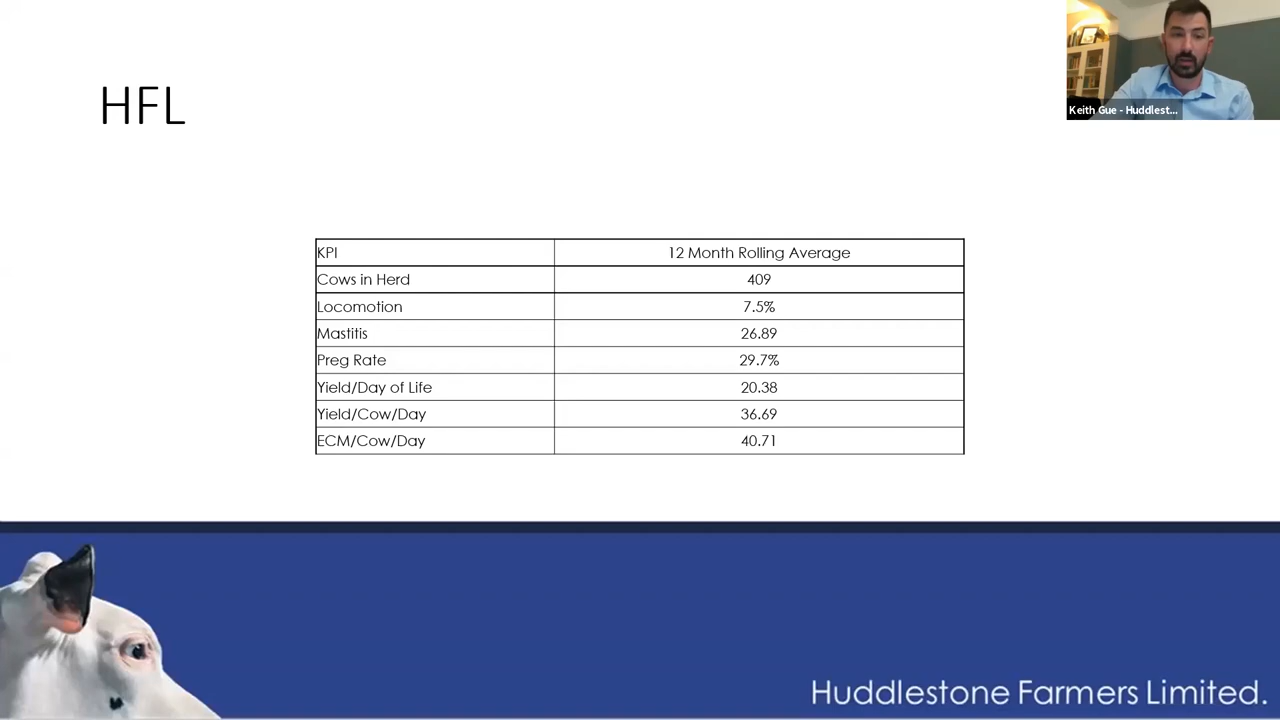 Keith Gue - Huddlest...
HFL
KPI 12 Month Rolling Average
Cows in Herd 409
Locomotion 7.5%
Mastitis 26.89
Preg Rate 29.7%
Yield/Day of Life 20.38
Yield/Cow/Day 36.69
ECM/Cow/Day 40.71
Huddlestone Farmers Limited.